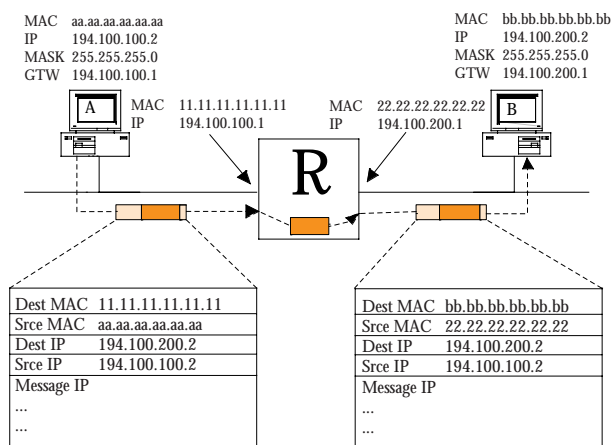 MAC aa.aa.aa.aa.aa.aa
IP 194.100.100.2
MASK 255.255.255.0
GTW 194.100.100.1
MAC bb.bb.bb.bb.bb.bb
IP 194.100.200.2
MASK 255.255.255.0
GTW 194.100.200.1
A
MAC 11.11.11.11.11.11
IP 194.100.100.1
MAC 22.22.22.22.22.22
IP 194.100.200.1
B
R
Dest MAC 11.11.11.11.11.11
Srce MAC aa.aa.aa.aa.aa.aa
Dest IP 194.100.200.2
Srce IP 194.100.100.2
Message IP
...
...
Dest MAC bb.bb.bb.bb.bb.bb
Srce MAC 22.22.22.22.22.22
Dest IP 194.100.200.2
Srce IP 194.100.100.2
Message IP
...
...